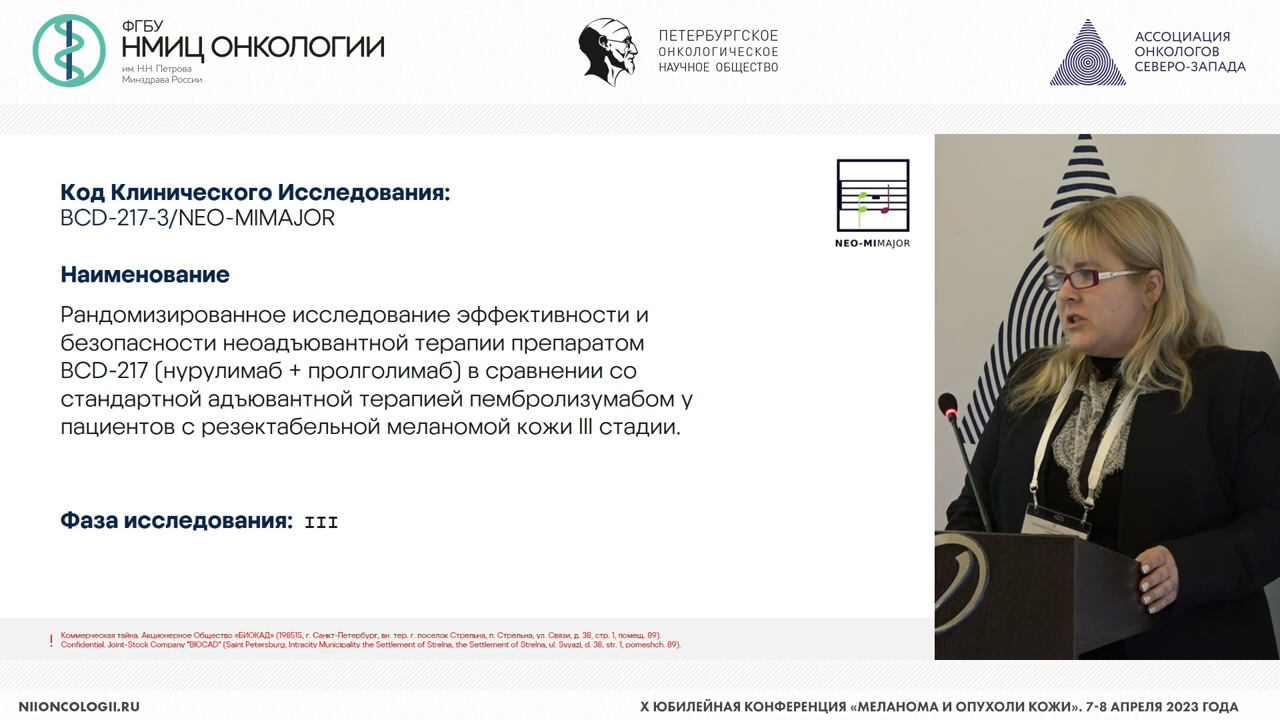 ФГБУ
НМИЦ ОНКОЛОГИИ
им. Н.Н. Петрова
Минздрава России
ПЕТЕРБУРГСКОЕ
ОНКОЛОГИЧЕСКОЕ
НАУЧНОЕ ОБЩЕСТВО
АССОЦИАЦИЯ
ОНКОЛОГОВ
СЕВЕРО-ЗАПАДА
Код Клинического Исследования:
BCD-217-3/NEO-MIMAJOR
NEO-MIMAJOR
Наименование
Рандомизированное исследование эффективности и
безопасности неоадъювантной терапии препаратом
BCD-217 (нурулимаб + пролголимаб) в сравнении со
стандартной адъювантной терапией пембролизумабом у
пациентов с резектабельной меланомой кожи III стадии.
Фаза исследования: III
! Коммерческая тайна. Акционерное Общество «БИОКАД» (198515, г. Санкт-Петербург, вн. тер. г. поселок Стрельна, п. Стрельна, ул. Связи, д. 38, стр. 1, помещ. 89).
Confidential. Joint-Stock Company "BIOCAD" (Saint Petersburg, Intracity Municipality the Settlement of Strelna, the Settlement of Strelna, ul. Svyazi, d. 38, str. 1, pomeshch. 89).
NIIONCOLOGII.RU
X ЮБИЛЕЙНАЯ КОНФЕРЕНЦИЯ «МЕЛАНОМА И ОПУХОЛИ КОЖИ». 7-8 АПРЕЛЯ 2023 ГОДА